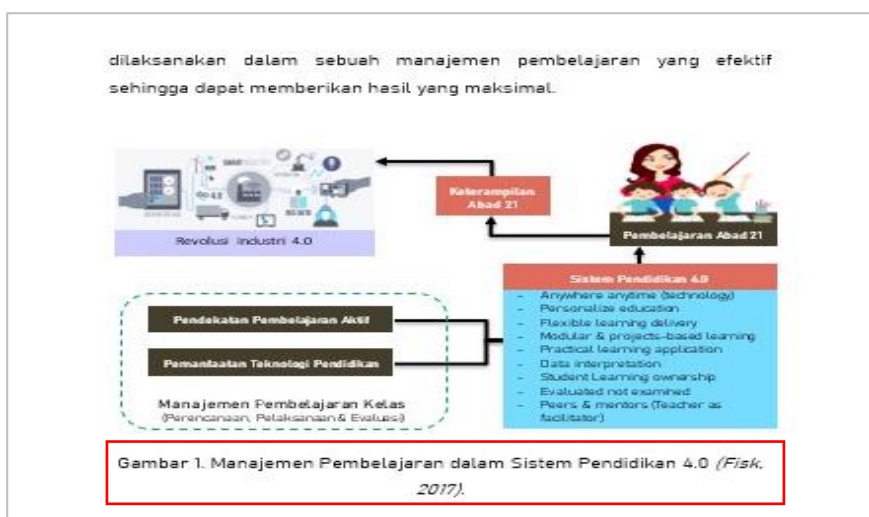 dilaksanakan dalam sebuah manajemen pembelajaran yang efektif
sehingga dapat memberikan hasil yang maksimal.
Revolusi Industri 4.0
Keterampilan
Abad 21
Pembelajaran Abad 21
Sistem Pendidikan 4.0
- Anywhere anytime (technology)
- Personalize education
- Flexible learning delivery
- Modular & projects-based learning
- Practical learning application
- Data interpretation
- Student Learning ownership
- Evaluated not examined
- Peers & mentors (Teacher as
facilitator)
Pendekatan Pembelajaran Aktif
Pemanfaatan Teknologi Pendidikan
Manajemen Pembelajaran Kelas
(Perencanaan, Pelaksanaan & Evaluasi)
Gambar 1. Manajemen Pembelajaran dalam Sistem Pendidikan 4.0 (Fisk,
2017).